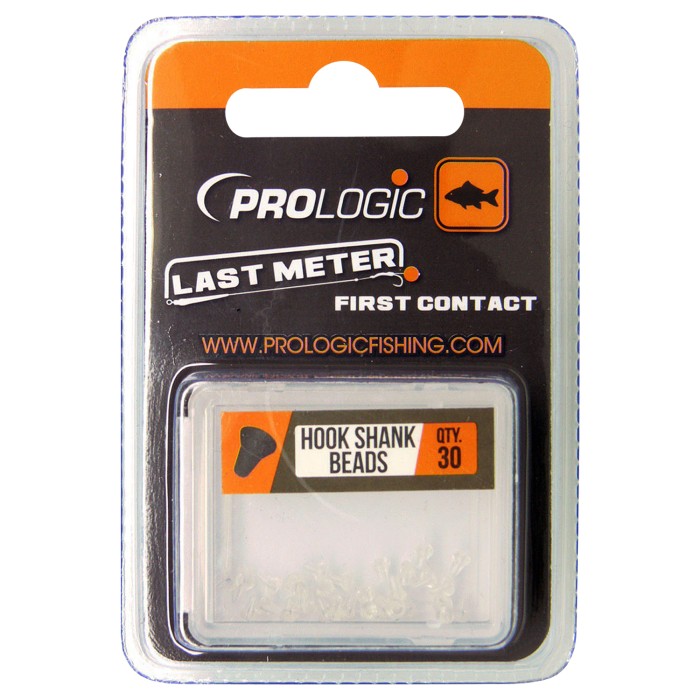 PROLOGIC
LAST METER
FIRST CONTACT
WWW.PROLOGICFISHING.COM
HOOK SHANK
BEADS
QTY.
30